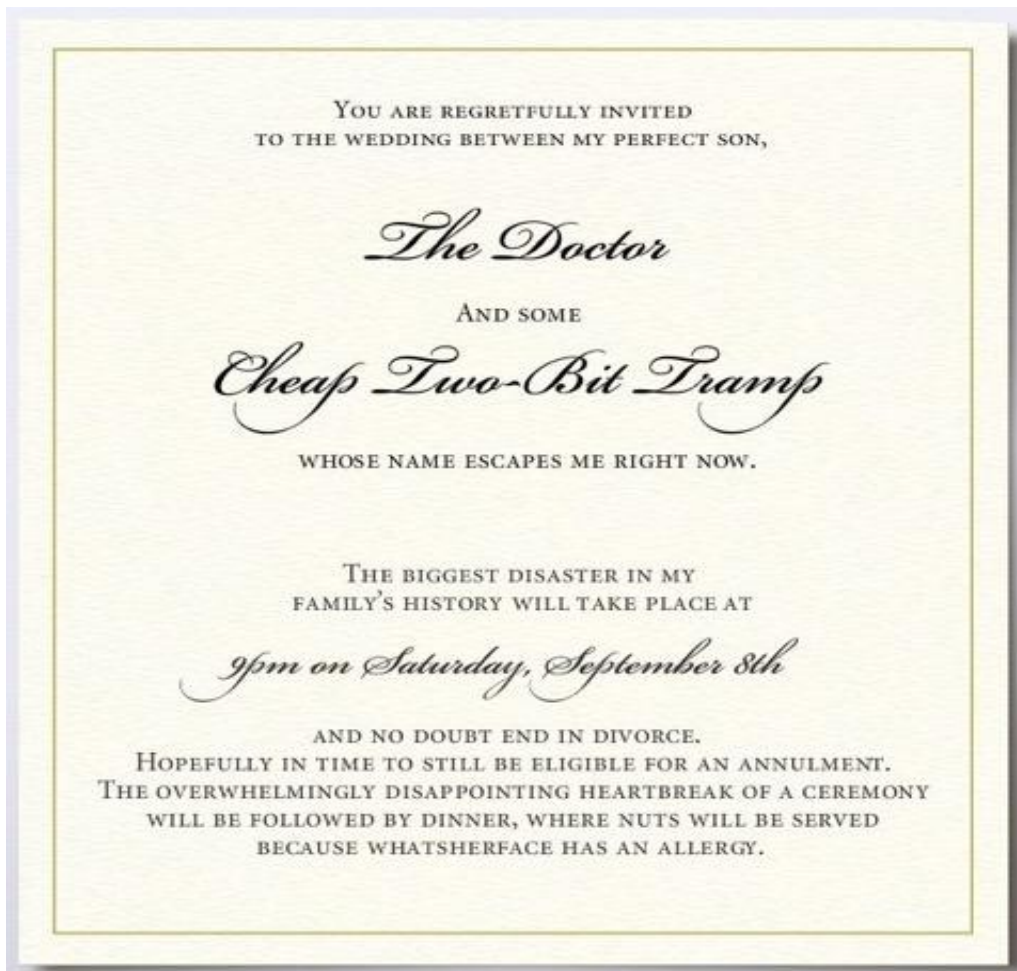 You are regretfully invited
to the wedding between my perfect son,
The Doctor
And some
Cheap Two-Bit Tramp
whose name escapes me right now.
The biggest disaster in my
family's history will take place at
9pm on Saturday, September 8th
and no doubt end in divorce.
Hopefully in time to still be eligible for an annulment.
The overwhelmingly disappointing heartbreak of a ceremony
will be followed by dinner, where nuts will be served
because whatsherface has an allergy.